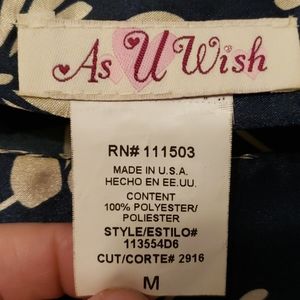 As U Wish
RN# 111503
MADE IN U.S.A.
HECHO EN EE.UU.
CONTENT
100% POLYESTER/
POLIESTER
STYLE/ESTILO#
113554D6
CUT/CORTE# 2916
M